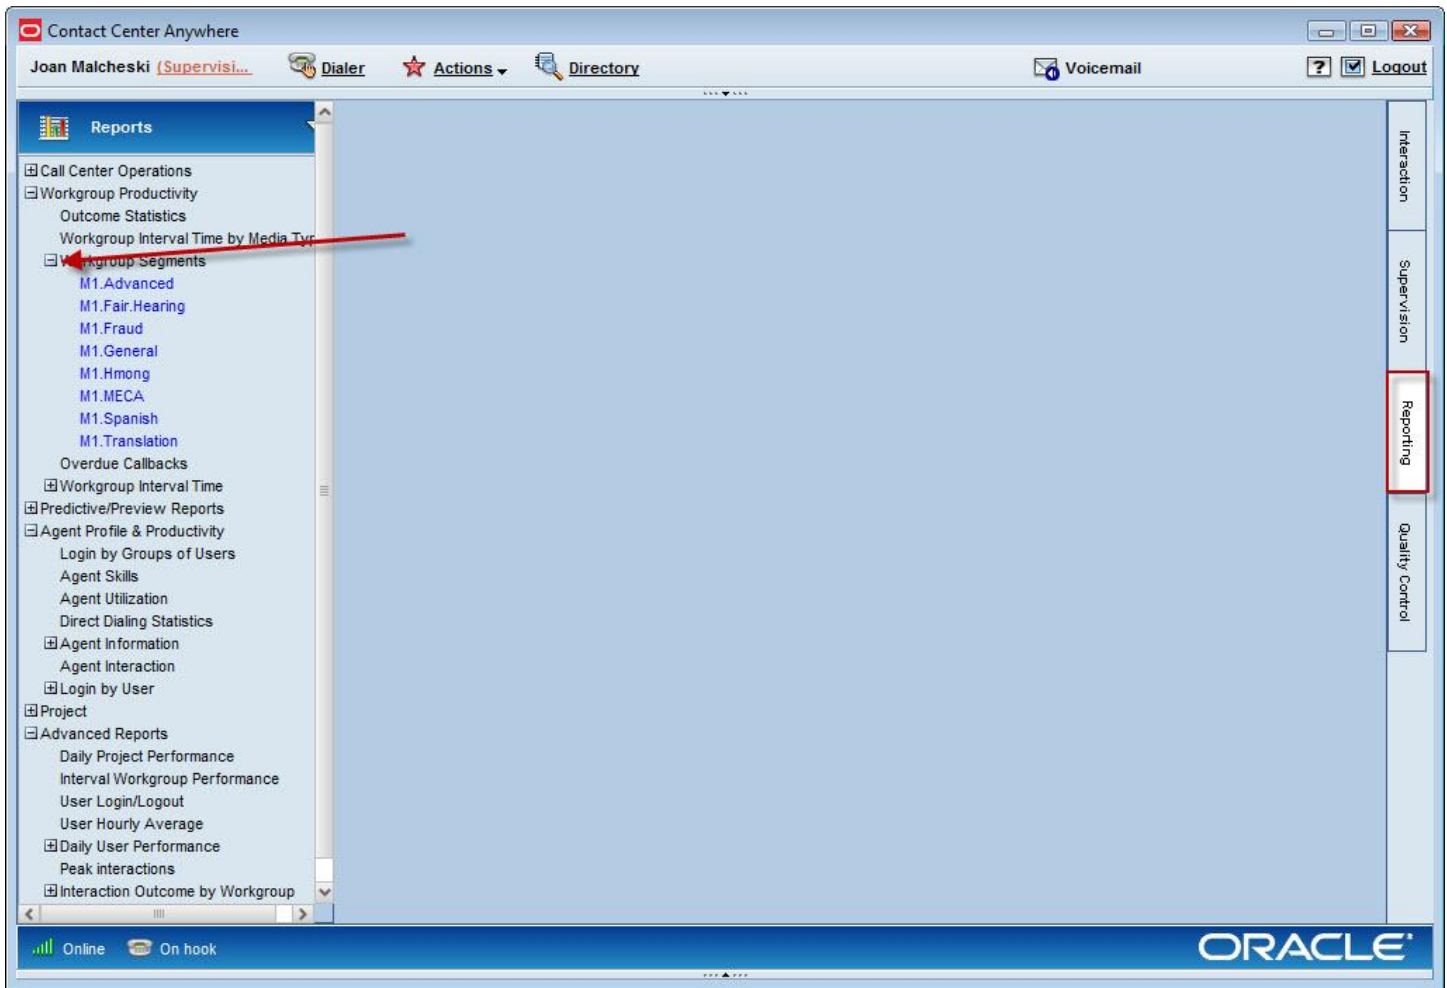 Contact Center Anywhere
Joan Malcheski (Supervisi... Dialer Actions Directory Voicemail ? Logout
Reports
Call Center Operations
Workgroup Productivity
Outcome Statistics
Workgroup Interval Time by Media Typ
Workgroup Segments
M1.Advanced
M1.Fair.Hearing
M1.Fraud
M1.General
M1.Hmong
M1.MECA
M1.Spanish
M1.Translation
Overdue Callbacks
Workgroup Interval Time
Predictive/Preview Reports
Agent Profile & Productivity
Login by Groups of Users
Agent Skills
Agent Utilization
Direct Dialing Statistics
Agent Information
Agent Interaction
Login by User
Project
Advanced Reports
Daily Project Performance
Interval Workgroup Performance
User Login/Logout
User Hourly Average
Daily User Performance
Peak interactions
Interaction Outcome by Workgroup
Interaction
Supervision
Reporting
Quality Control
Online On hook
ORACLE